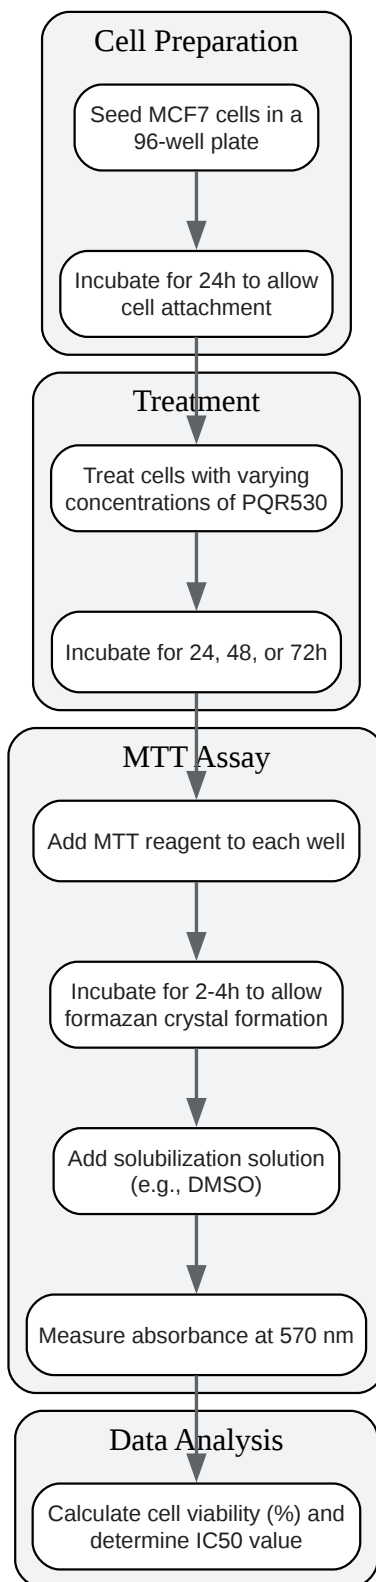 Cell Preparation
Seed MCF7 cells in a
96-well plate
Incubate for 24h to allow
cell attachment
Treatment
Treat cells with varying
concentrations of PQR530
Incubate for 24, 48, or 72h
MTT Assay
Add MTT reagent to each well
Incubate for 2-4h to allow
formazan crystal formation
Add solubilization solution
(e.g., DMSO)
Measure absorbance at 570 nm
Data Analysis
Calculate cell viability (%) and
determine IC50 value